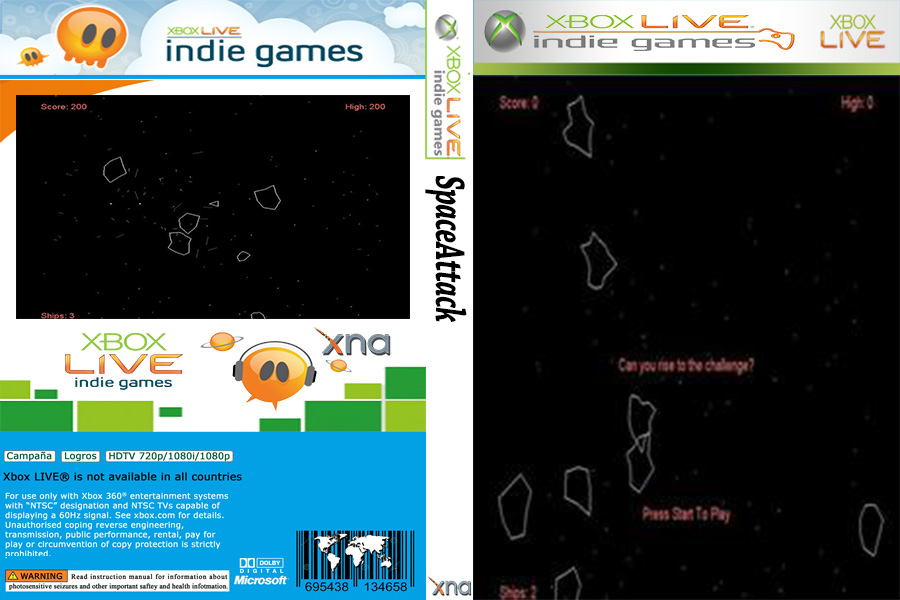 XBOX LIVE
indie games
Score: 200
High: 200
Ships: 3
XBOX
LIVE
indie games
xna
Campaña
Logros
HDTV 720p/1080i/1080p
Xbox LIVE® is not available in all countries
For use only with Xbox 360® entertainment systems
with "NTSC" designation and NTSC TVs capable of
displaying a 60Hz signal. See xbox.com for details.
Unauthorised coping reverse engineering,
transmission, public performance, rental, pay for
play or circumvention of copy protection is strictly
prohibited.
WARNING Read instruction manual for information about
photosensitive seizures and other important saftey and health infotmation.
DOLBY
DIGITAL
Microsoft
695438 134658
XBOX LIVE
indie games
SpaceAttack
xna
XBOX LIVE
indie games
XBOX
LIVE
Score: 0
High: 0
Can you rise to the challenge?
Press Start To Play
Ships: 2